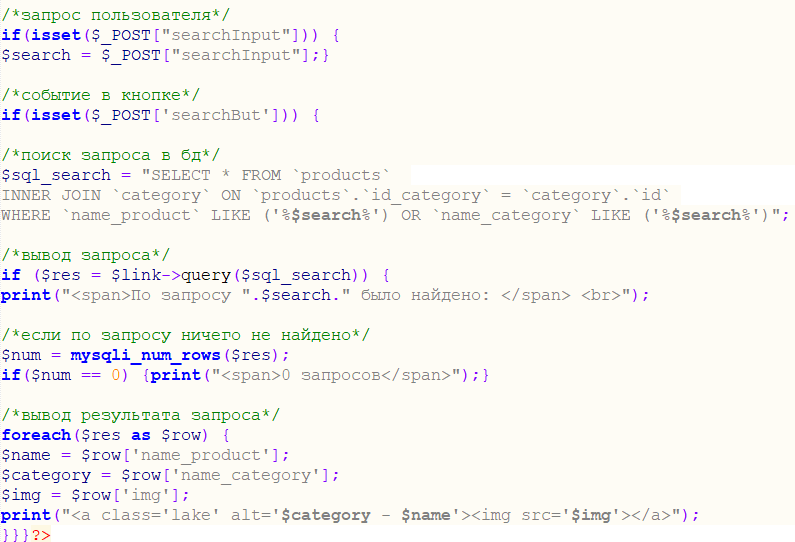 /*запрос пользователя*/
if(isset($_POST["searchInput"])) {
$search = $_POST["searchInput"];}
/*событие в кнопке*/
if(isset($_POST['searchBut'])) {
/*поиск запроса в бд*/
$sql_search = "SELECT * FROM `products`
INNER JOIN `category` ON `products`.`id_category` = `category`.`id`
WHERE `name_product` LIKE ('%$search%') OR `name_category` LIKE ('%$search%')";
/*вывод запроса*/
if ($res = $link->query($sql_search)) {
print("<span>По запросу ".$search." было найдено: </span> <br>");
/*если по запросу ничего не найдено*/
$num = mysqli_num_rows($res);
if($num == 0) {print("<span>0 запросов</span>");}
/*вывод результата запроса*/
foreach($res as $row) {
$name = $row['name_product'];
$category = $row['name_category'];
$img = $row['img'];
print("<a class='lake' alt='$category - $name'><img src='$img'></a>");
}}}?>